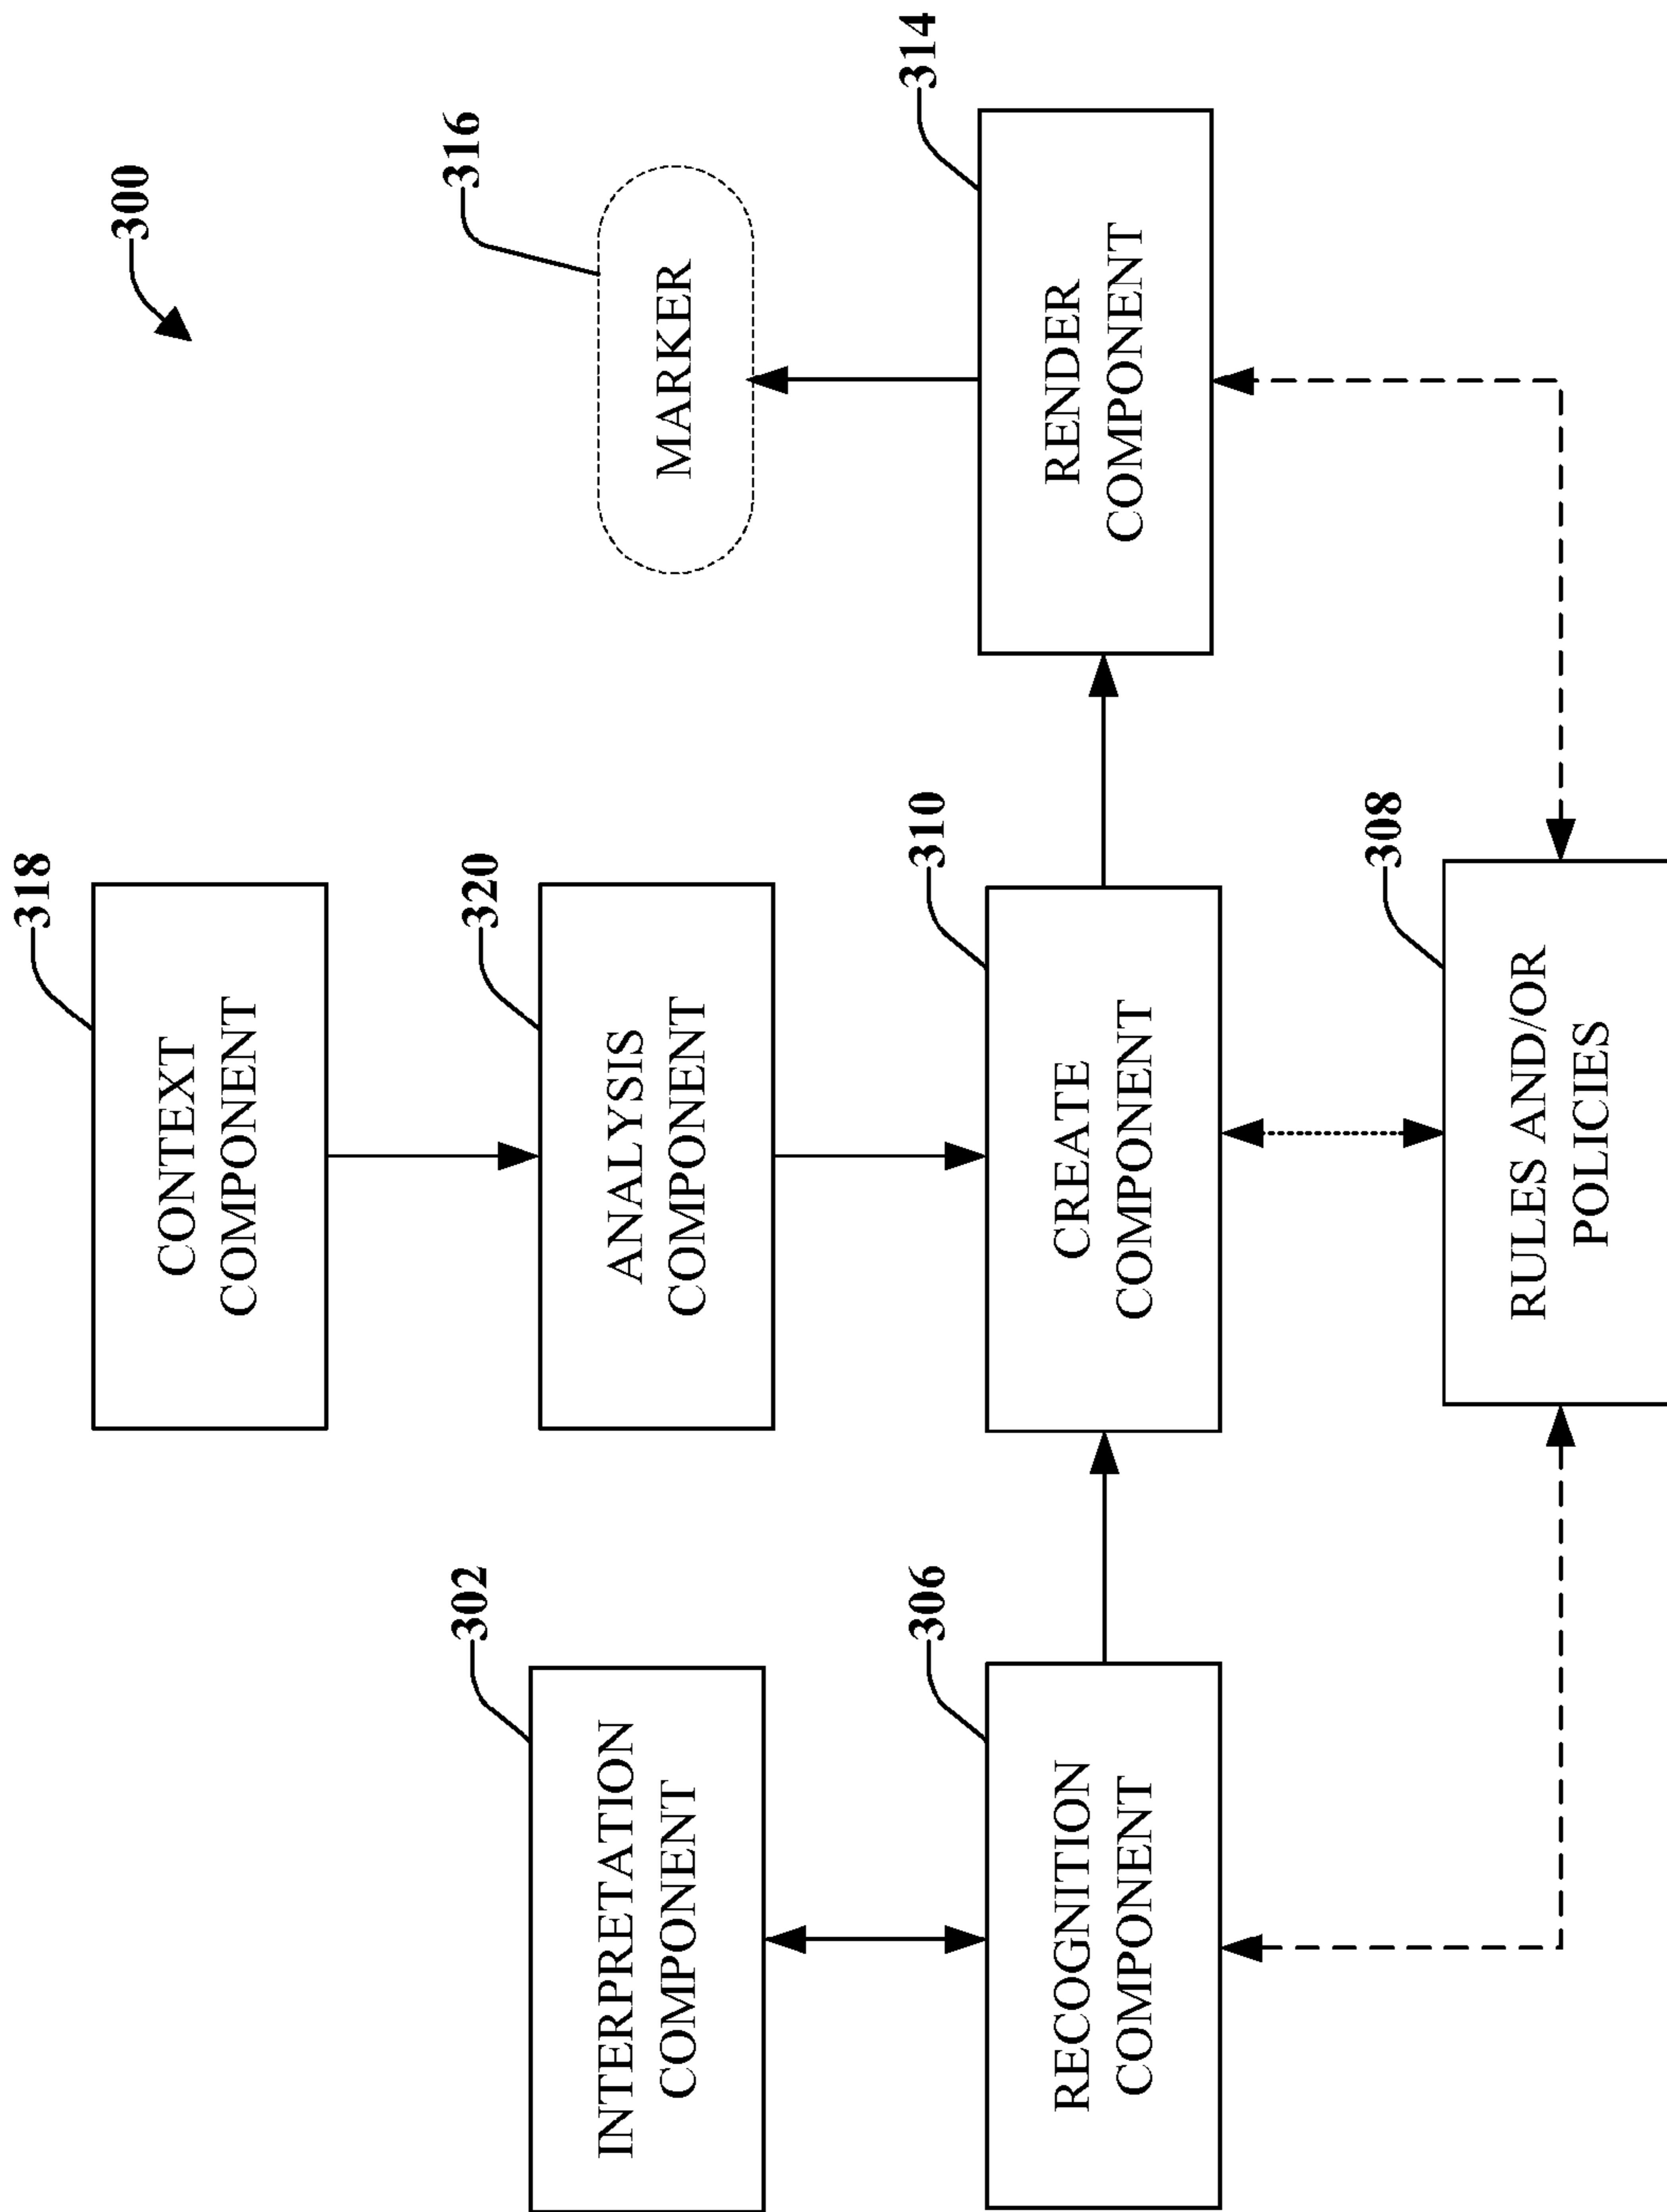 300
318
CONTEXT
COMPONENT
302
INTERPRETATION
COMPONENT
320
ANALYSIS
COMPONENT
316
MARKER
306
RECOGNITION
COMPONENT
310
CREATE
COMPONENT
314
RENDER
COMPONENT
308
RULES AND/OR
POLICIES